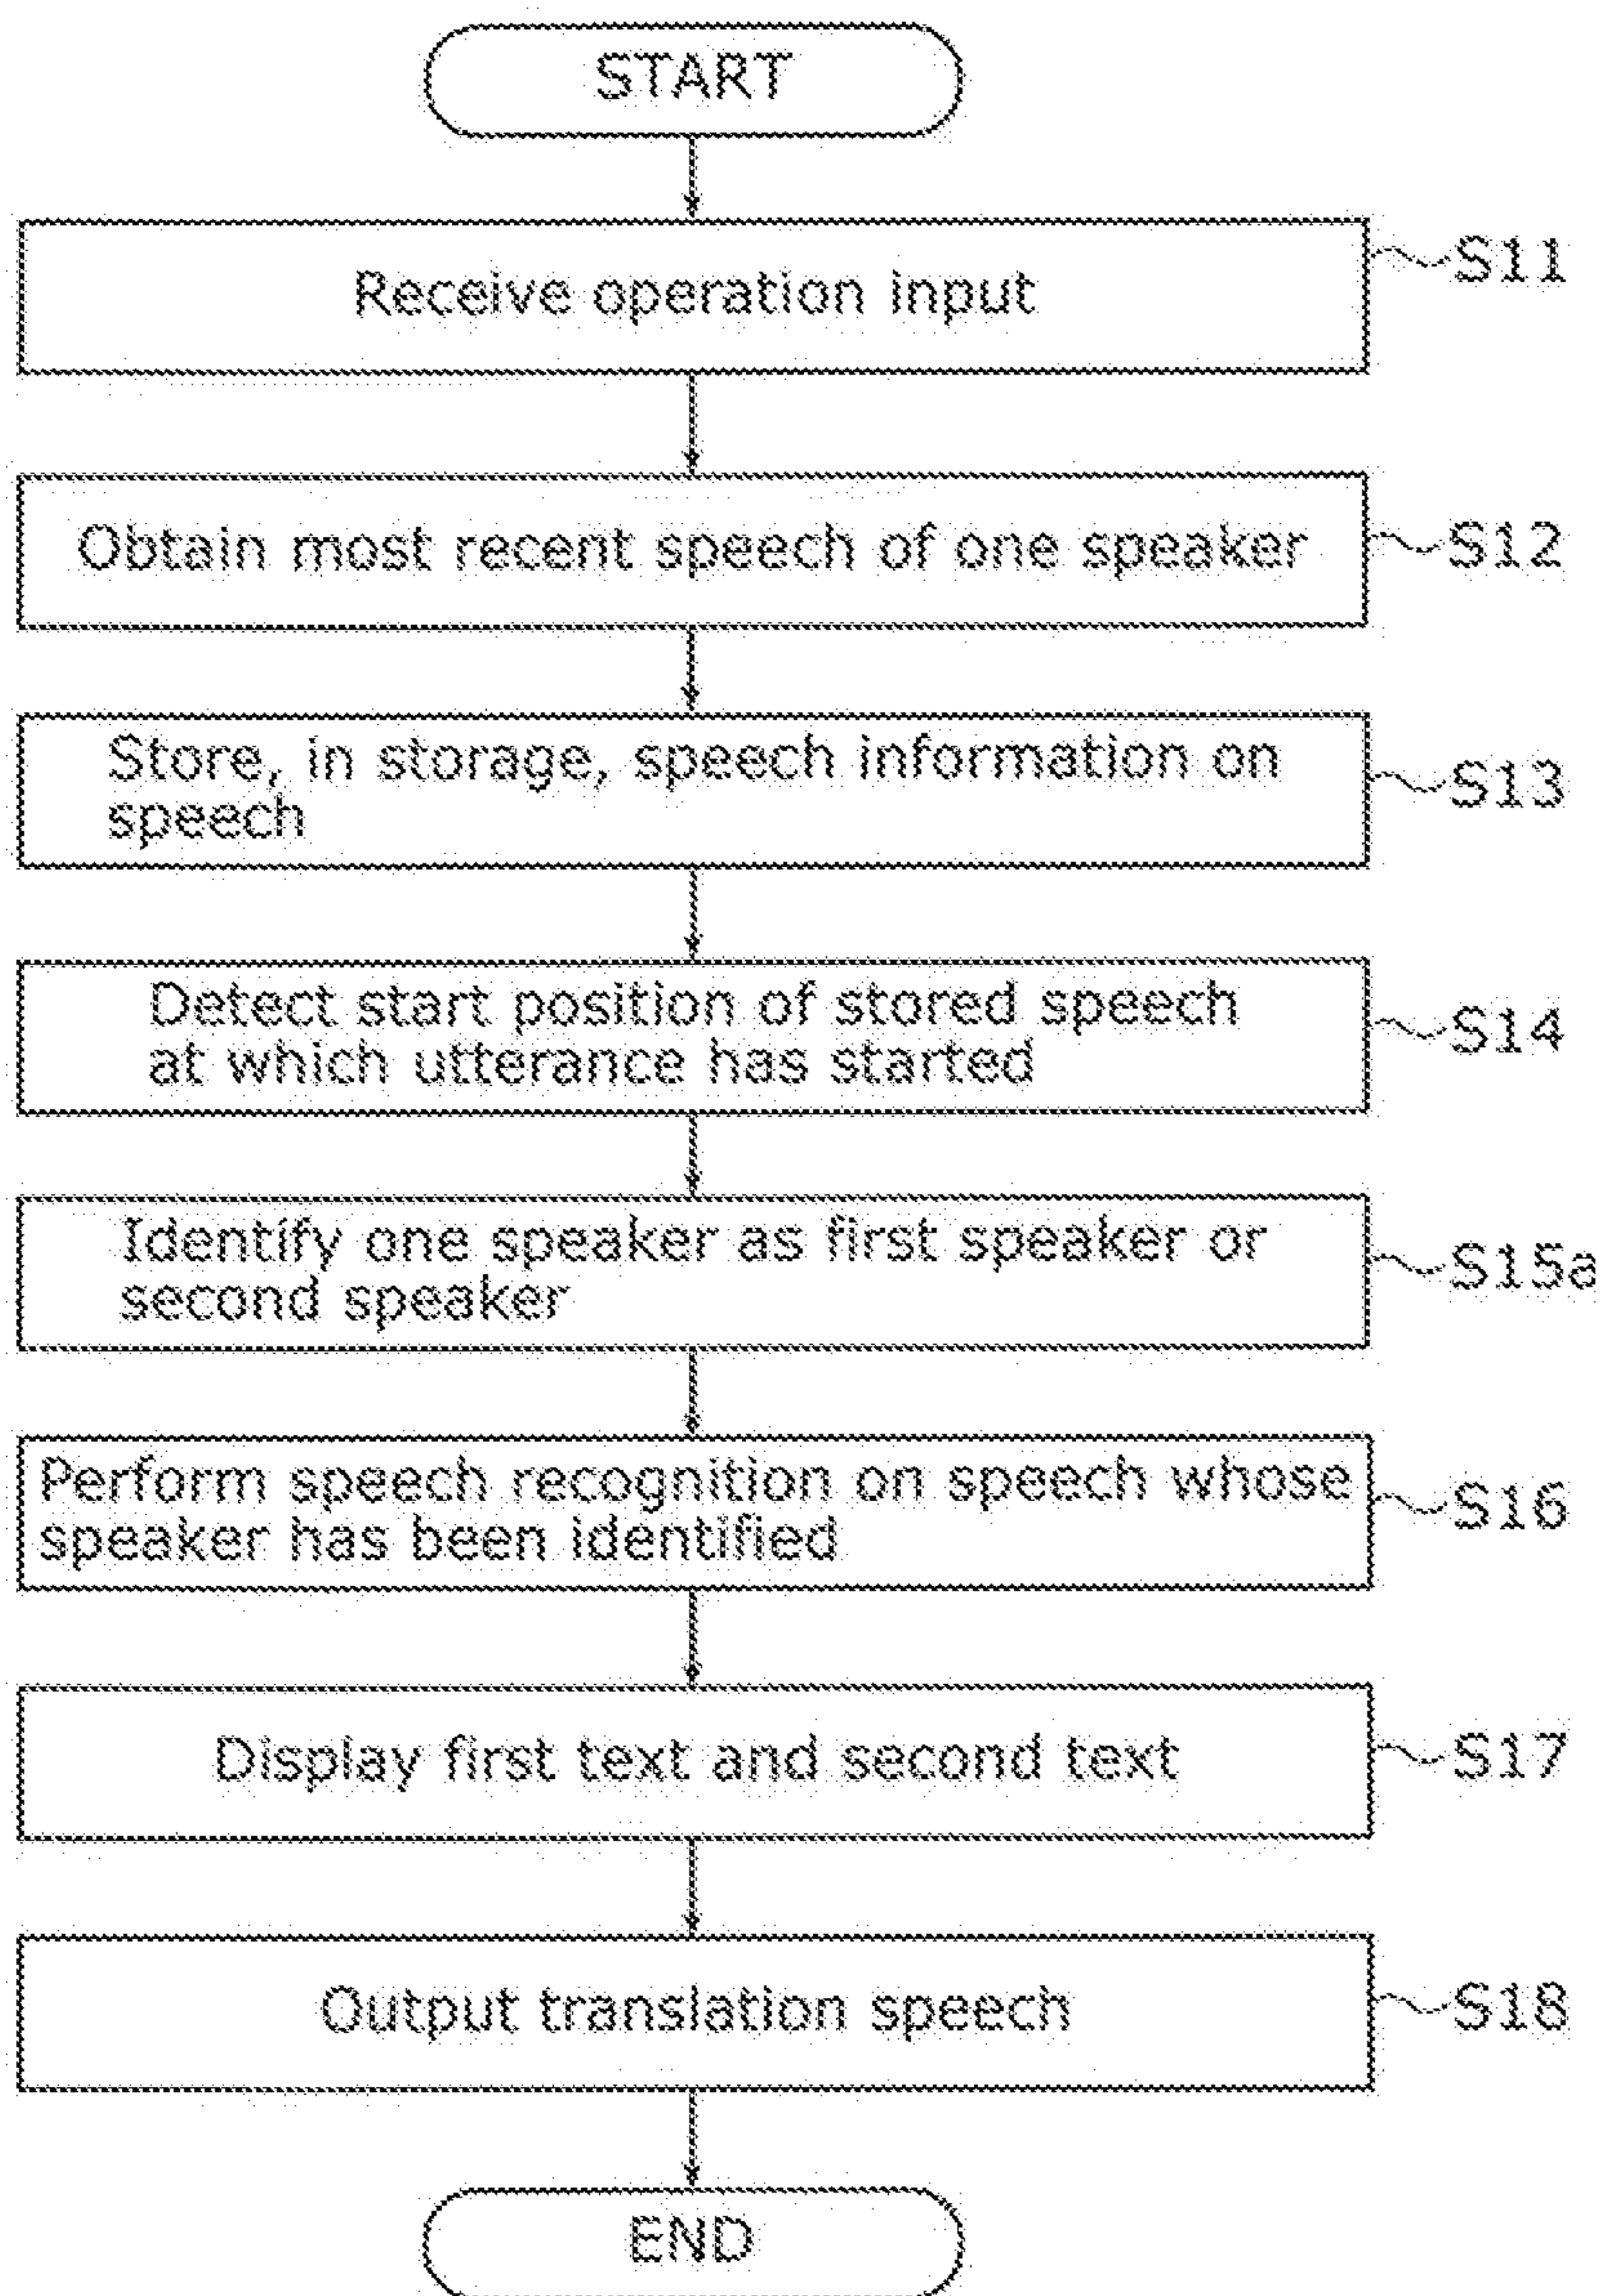 START
Receive operation input
S11
Obtain most recent speech of one speaker
S12
Store, in storage, speech information on
speech
S13
Detect start position of stored speech
at which utterance has started
S14
Identify one speaker as first speaker or
second speaker
S15a
Perform speech recognition on speech whose
speaker has been identified
S16
Display first text and second text
S17
Output translation speech
S18
END